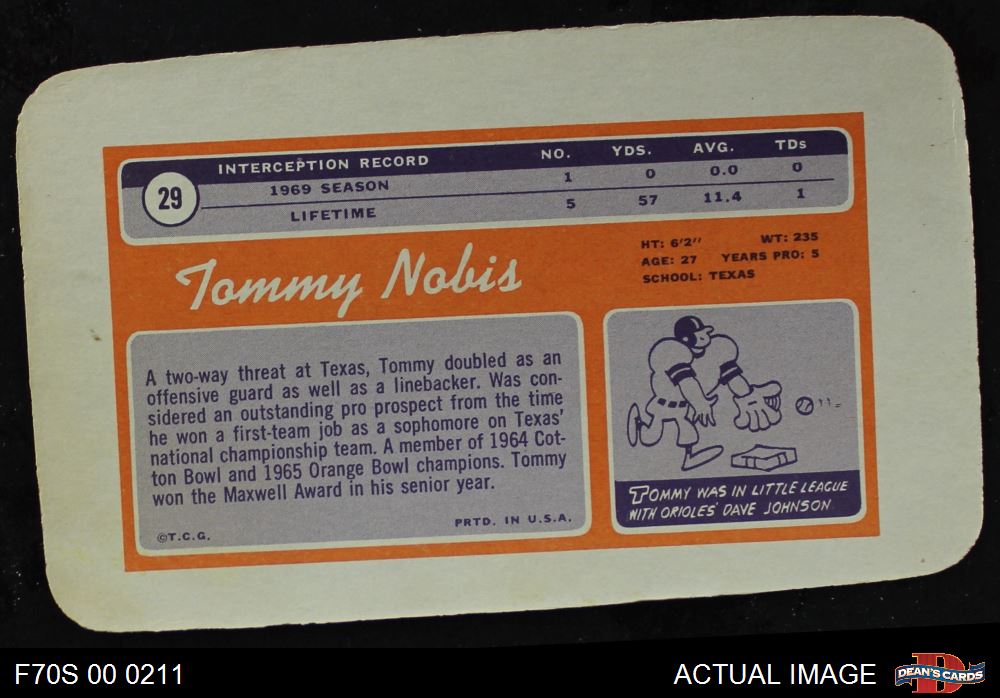 INTERCEPTION RECORD NO. YDS. AVG. TDs
29
1969 SEASON 1 0 0.0 0
LIFETIME 5 57 11.4 1
Tommy Nobis
HT: 6'2" WT: 235
AGE: 27 YEARS PRO: 5
SCHOOL: TEXAS
A two-way threat at Texas, Tommy doubled as an
offensive guard as well as a linebacker. Was con-
sidered an outstanding pro prospect from the time
he won a first-team job as a sophomore on Texas'
national championship team. A member of 1964 Cot-
ton Bowl and 1965 Orange Bowl champions. Tommy
won the Maxwell Award in his senior year.
©T.C.G. PRTD. IN U.S.A.
TOMMY WAS IN LITTLE LEAGUE
WITH ORIOLES' DAVE JOHNSON.
F70S 00 0211
ACTUAL IMAGE
D
DEAN'S CARDS